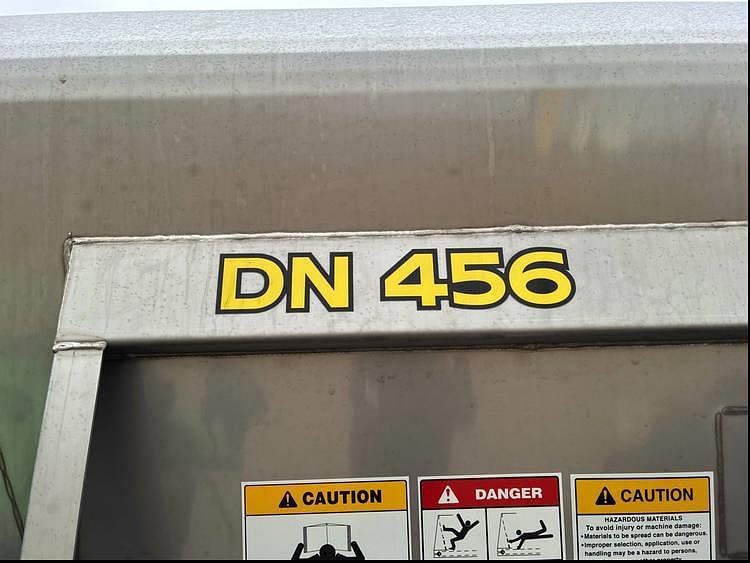 DN 456
CAUTION
DANGER
CAUTION
HAZARDOUS MATERIALS
To avoid injury or machine damage:
•Materials to be spread can be dangerous.
•Improper selection, application, use or
handling may be a hazard to persons,